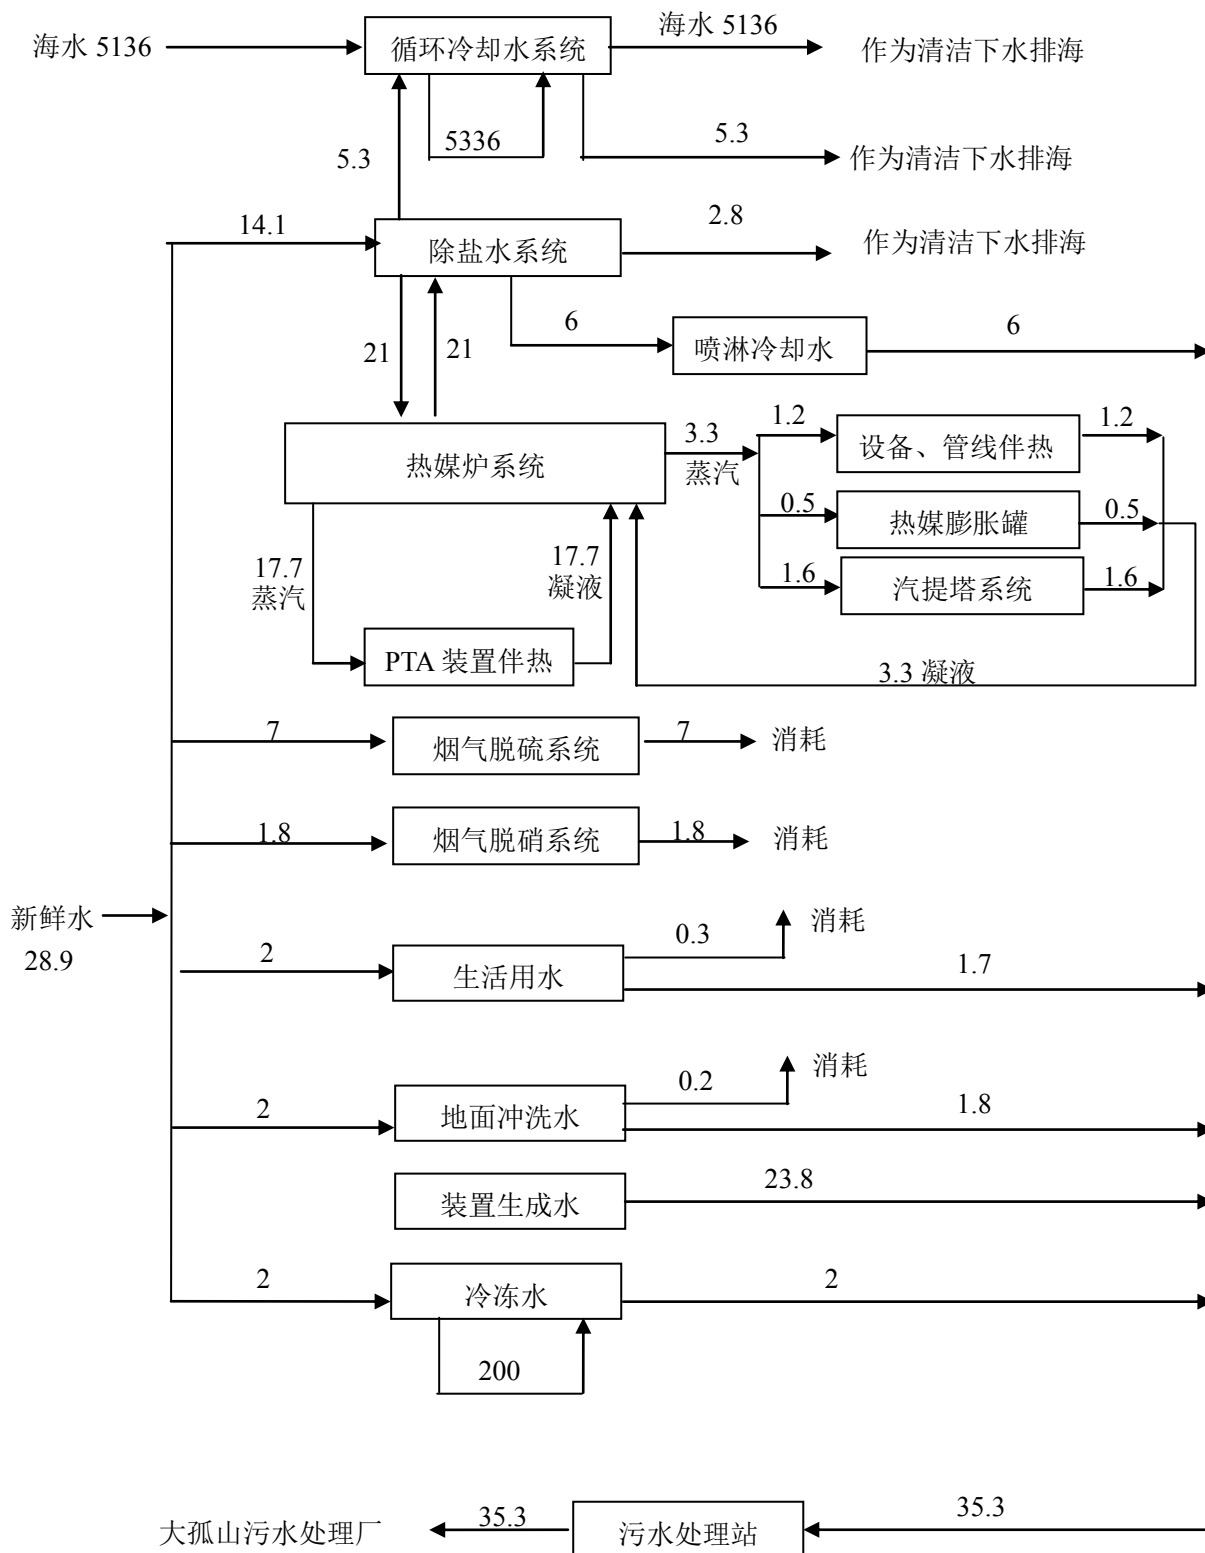 海水 5136
循环冷却水系统
海水 5136
作为清洁下水排海
5336
5.3
5.3
作为清洁下水排海
14.1
除盐水系统
2.8
作为清洁下水排海
21
21
6
喷淋冷却水
6
热媒炉系统
3.3
蒸汽
1.2
设备、管线伴热
1.2
0.5
热媒膨胀罐
0.5
1.6
汽提塔系统
1.6
17.7
蒸汽
17.7
凝液
PTA 装置伴热
3.3 凝液
7
烟气脱硫系统
7
消耗
1.8
烟气脱硝系统
1.8
消耗
新鲜水
28.9
2
生活用水
0.3
消耗
1.7
2
地面冲洗水
0.2
消耗
1.8
装置生成水
23.8
2
冷冻水
2
200
大孤山污水处理厂
35.3
污水处理站
35.3